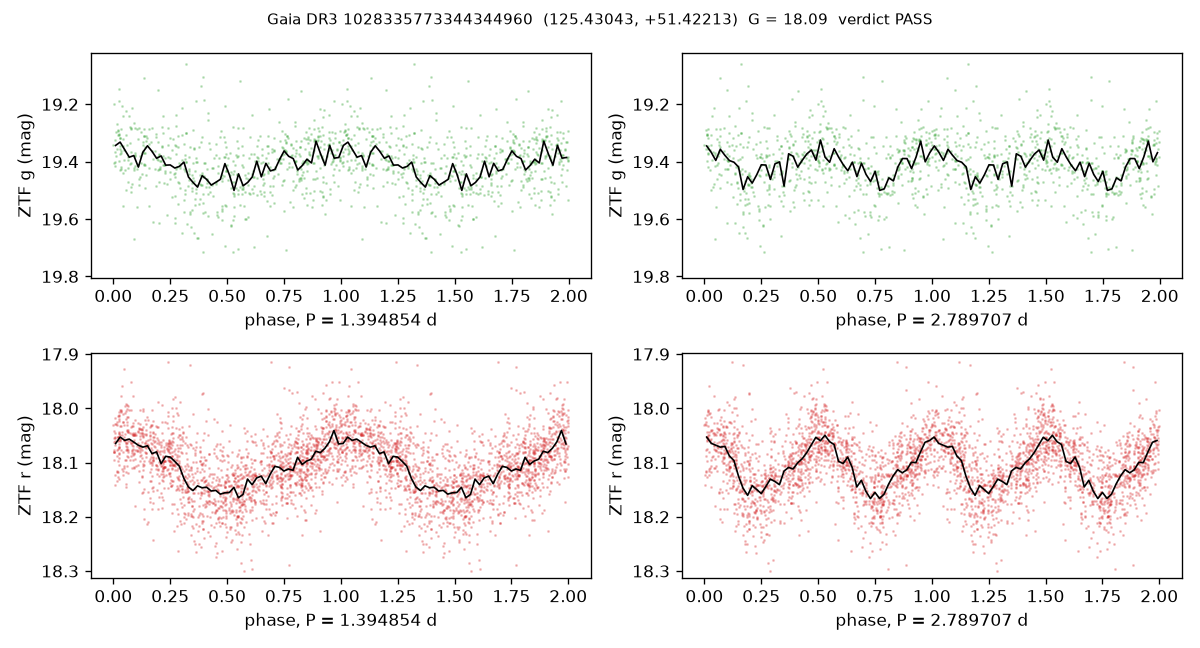 Gaia DR3 1028335773344344960 (125.43043, +51.42213) G = 18.09 verdict PASS
ZTF g (mag)
19.2
19.4
19.6
19.8
0.00 0.25 0.50 0.75 1.00 1.25 1.50 1.75 2.00
phase, P = 1.394854 d
ZTF g (mag)
19.2
19.4
19.6
19.8
0.00 0.25 0.50 0.75 1.00 1.25 1.50 1.75 2.00
phase, P = 2.789707 d
ZTF r (mag)
17.9
18.0
18.1
18.2
18.3
0.00 0.25 0.50 0.75 1.00 1.25 1.50 1.75 2.00
phase, P = 1.394854 d
ZTF r (mag)
17.9
18.0
18.1
18.2
18.3
0.00 0.25 0.50 0.75 1.00 1.25 1.50 1.75 2.00
phase, P = 2.789707 d